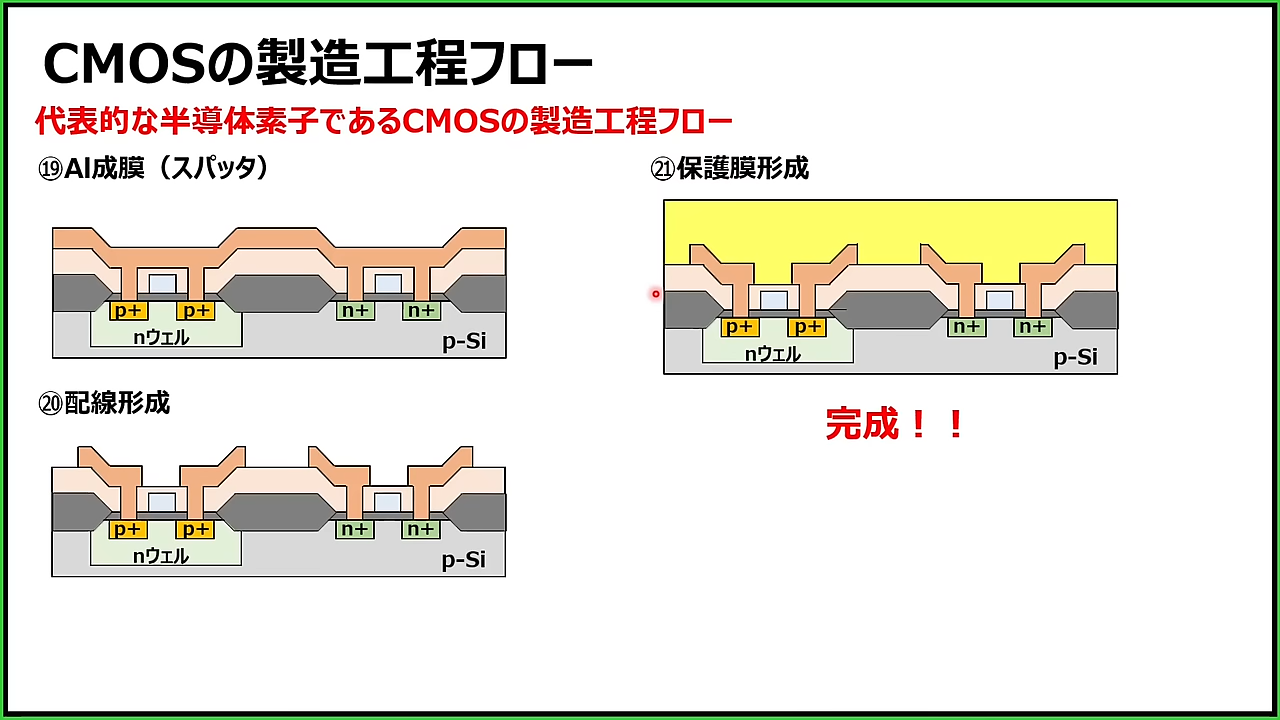 CMOSの製造工程フロー
代表的な半導体素子であるCMOSの製造工程フロー
⑲Al成膜（スパッタ）
p+ p+ n+ n+
nウェル p-Si
⑳配線形成
p+ p+ n+ n+
nウェル p-Si
㉑保護膜形成
p+ p+ n+ n+
nウェル p-Si
完成！！